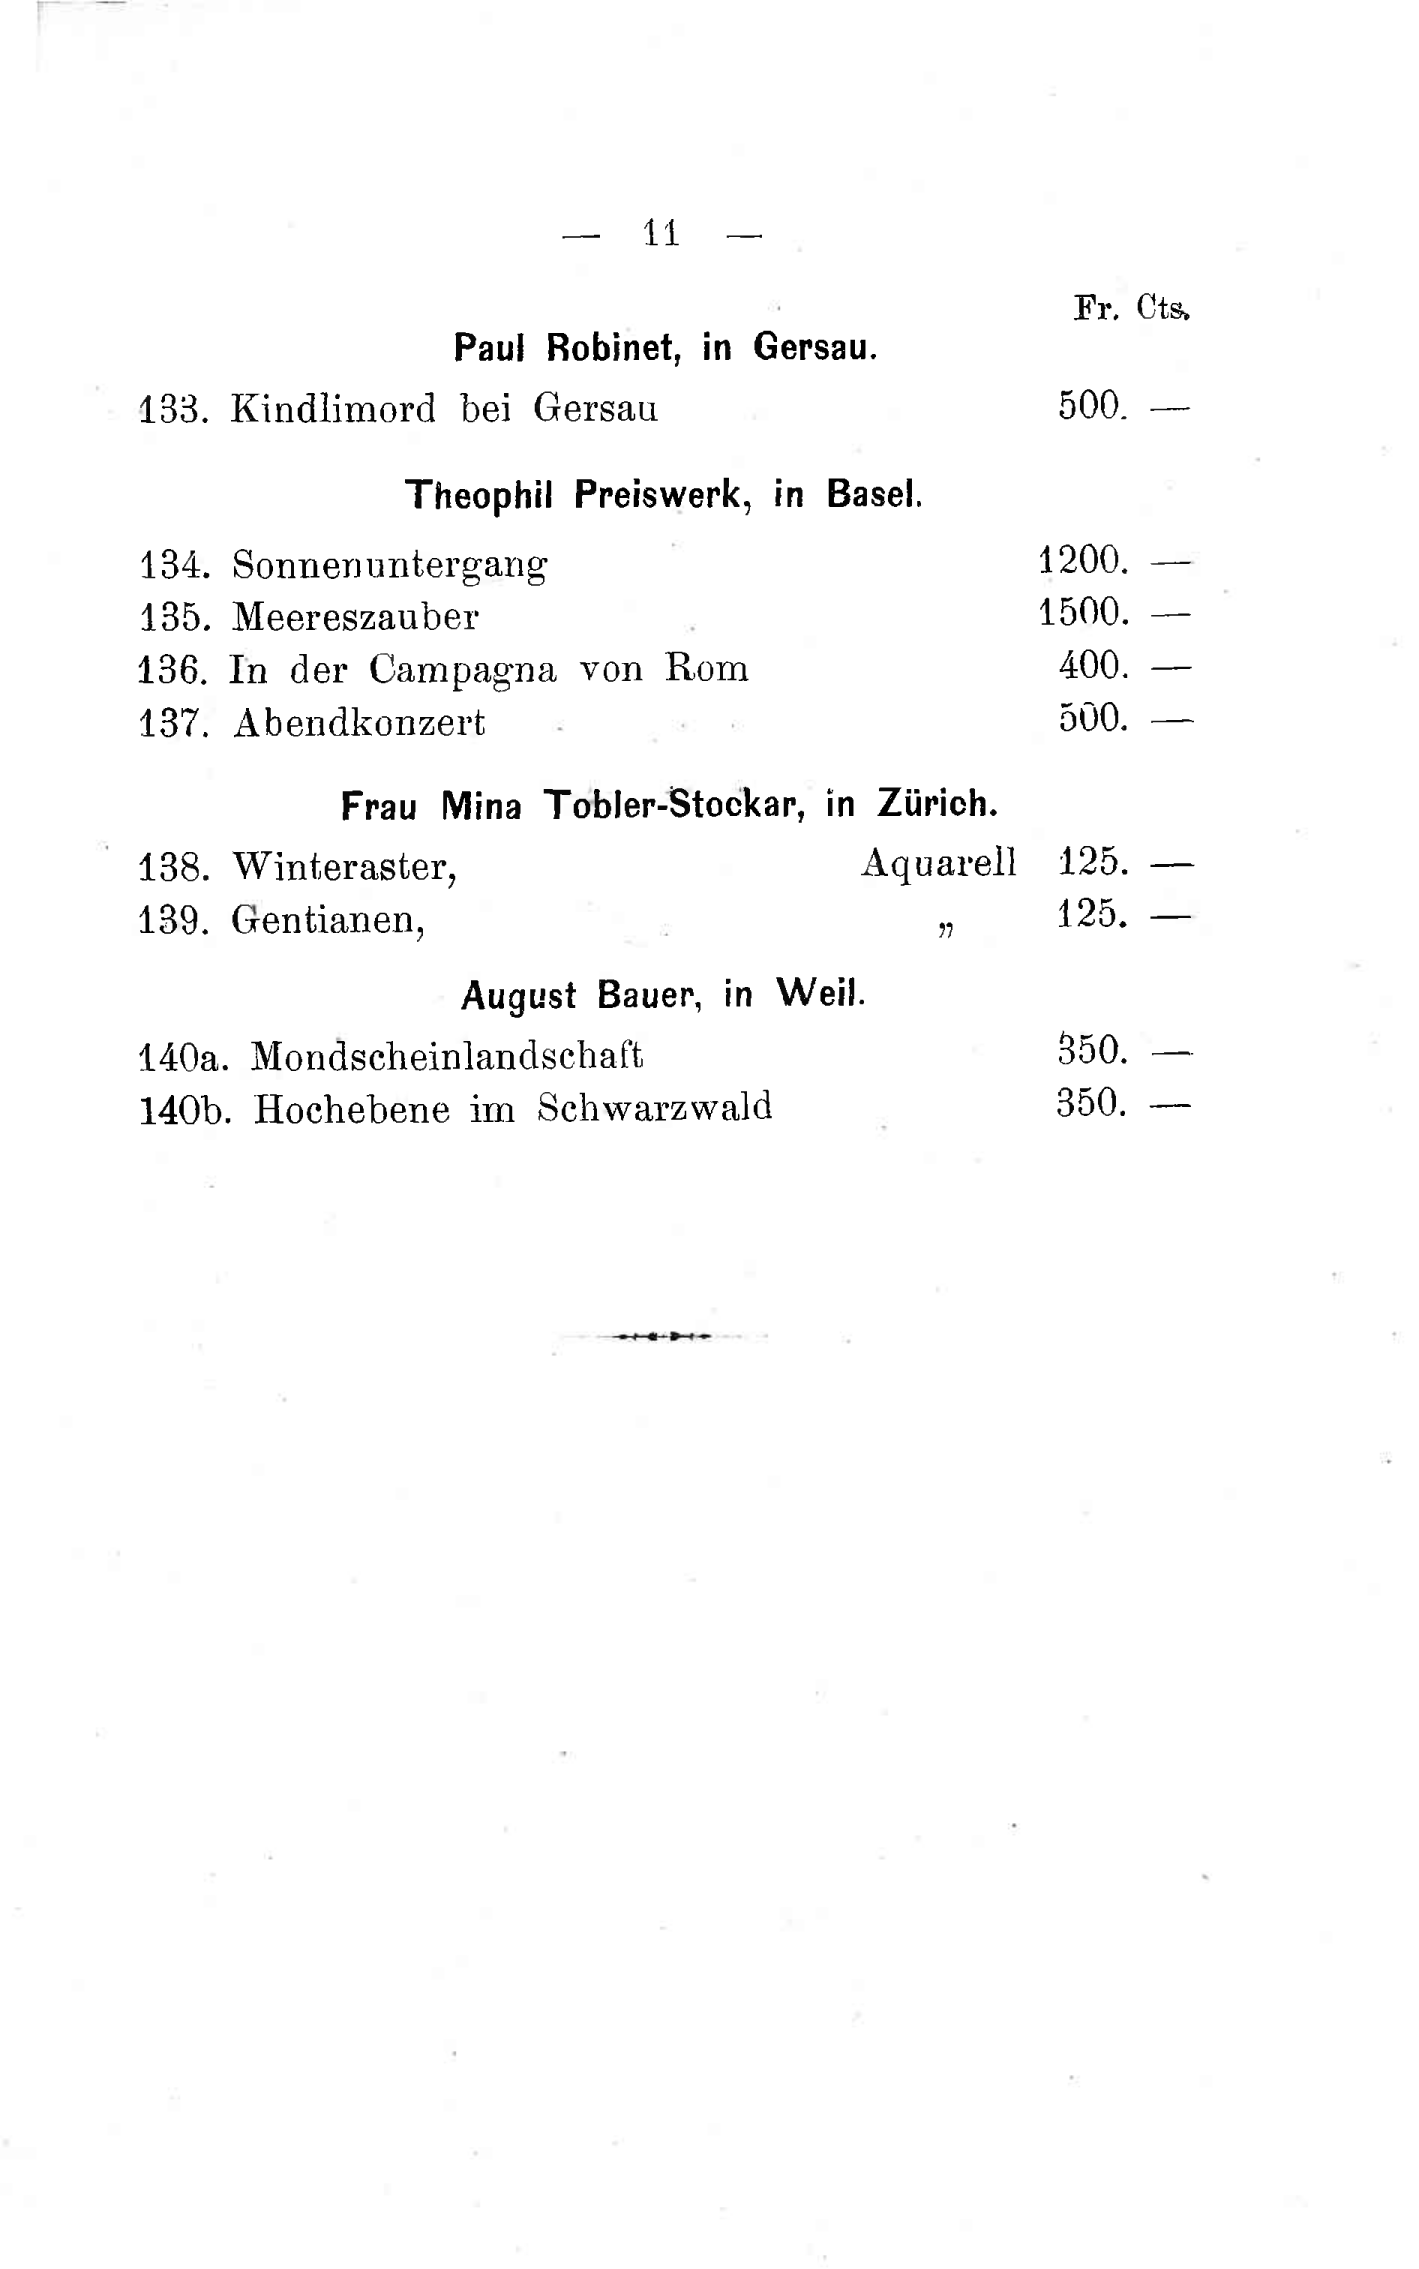 — 11 —
Fr. Cts.
Paul Robinet, in Gersau.
133. Kindlimord bei Gersau 500. —
Theophil Preiswerk, in Basel.
134. Sonnenuntergang 1200. —
135. Meereszauber 1500. —
136. In der Campagna von Rom 400. —
137. Abendkonzert 500. —
Frau Mina Tobler-Stockar, in Zürich.
138. Winteraster, Aquarell 125. —
139. Gentianen, „ 125. —
August Bauer, in Weil.
140a. Mondscheinlandschaft 350. —
140b. Hochebene im Schwarzwald 350. —